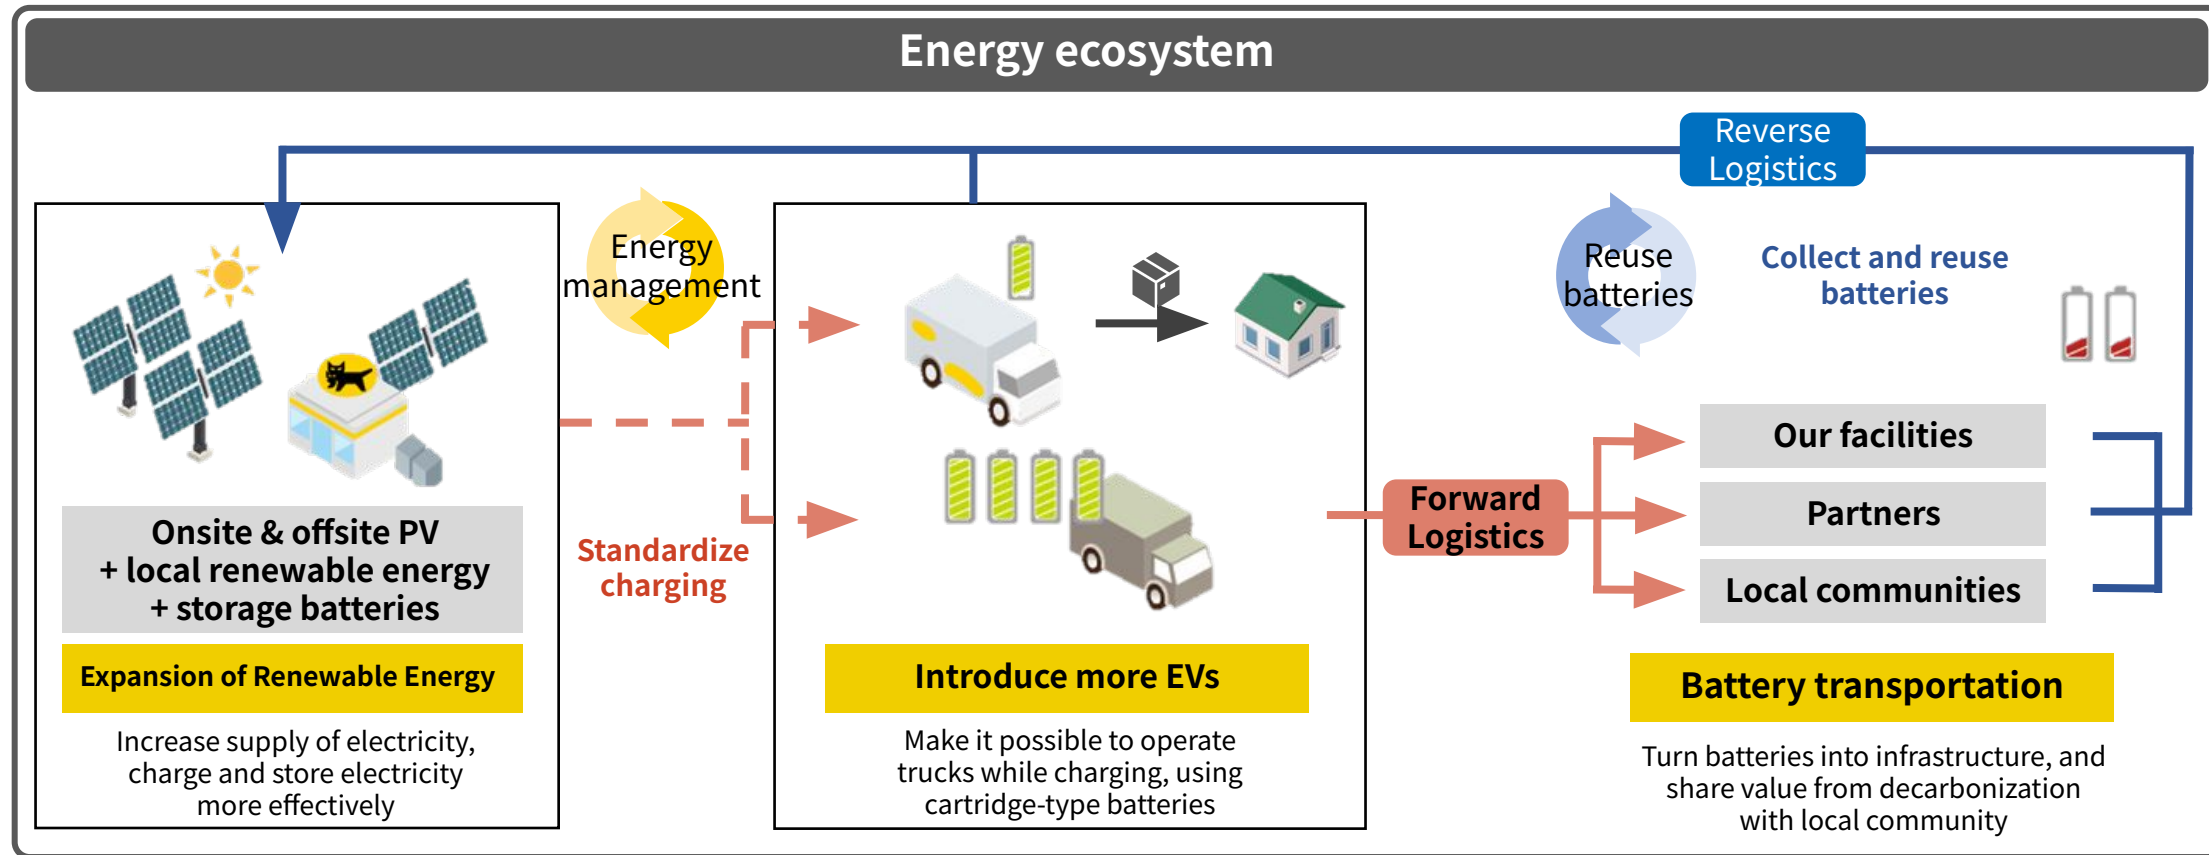 Energy ecosystem
Reverse
Logistics
Energy
management
Reuse
batteries
Collect and reuse
batteries
Standardize
charging
Forward
Logistics
Our facilities
Partners
Local communities
Onsite & offsite PV
+ local renewable energy
+ storage batteries
Expansion of Renewable Energy
Increase supply of electricity,
charge and store electricity
more effectively
Introduce more EVs
Make it possible to operate
trucks while charging, using
cartridge-type batteries
Battery transportation
Turn batteries into infrastructure, and
share value from decarbonization
with local community